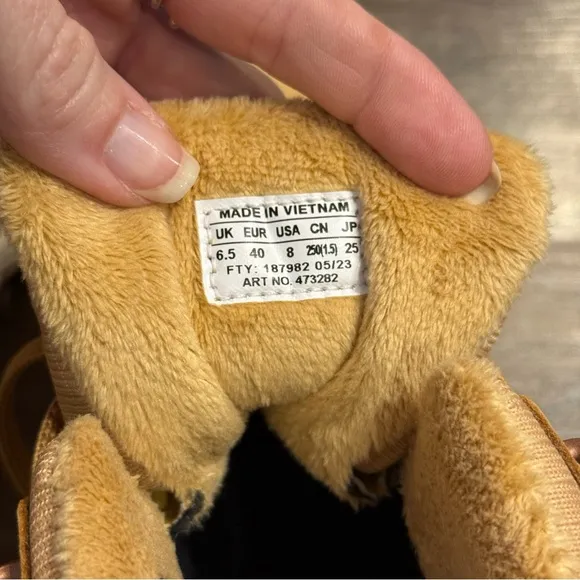 MADE IN VIETNAM
UK EUR USA CN JP
6.5 40 8 250(1.5) 25
FTY: 187982 05/23
ART NO. 473282